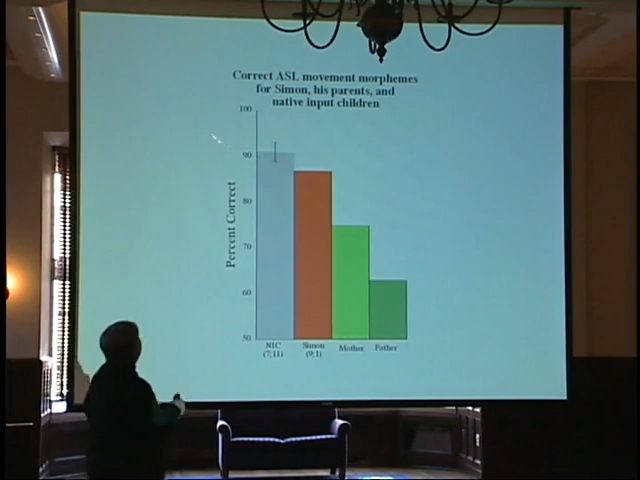 Correct ASL movement morphemes
for Simon, his parents, and
native input children
100
90
80
70
60
50
Percent Correct
NIC
(7;11)
Simon
(9;1)
Mother
Father